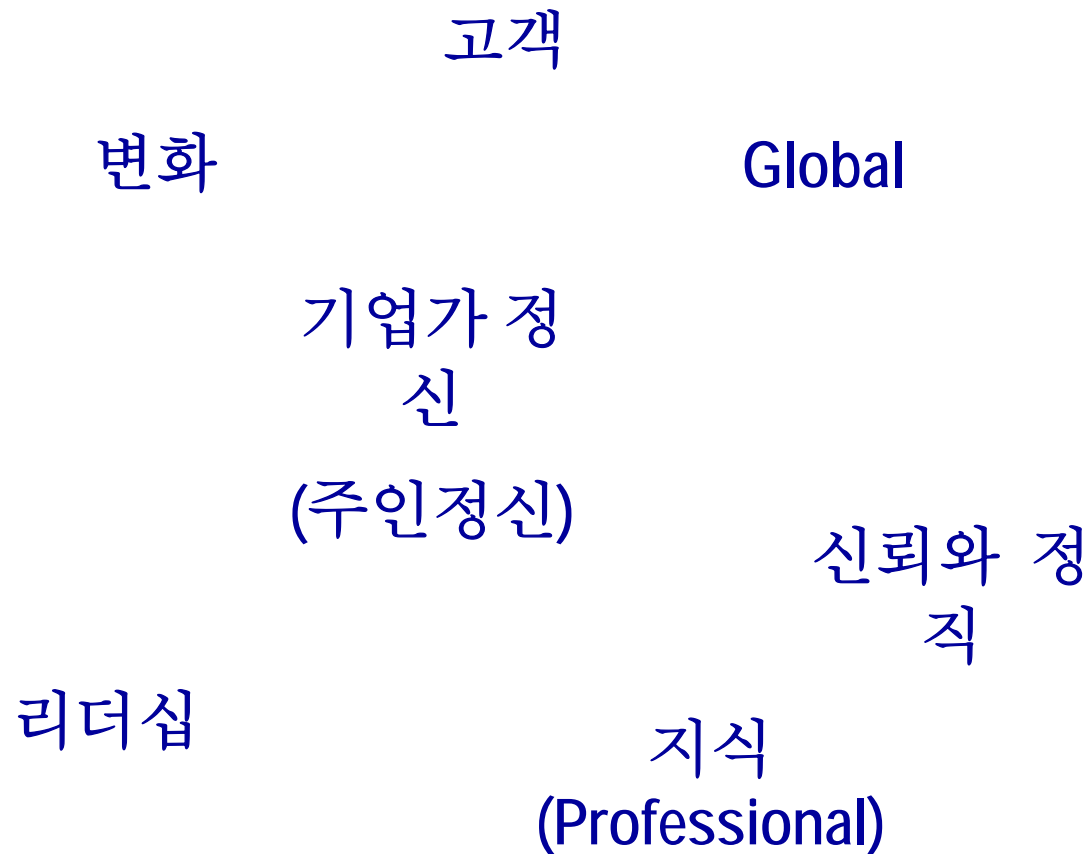 고객
변화
Global
기업가 정
신
(주인정신)
신뢰와 정
직
리더십
지식
(Professional)